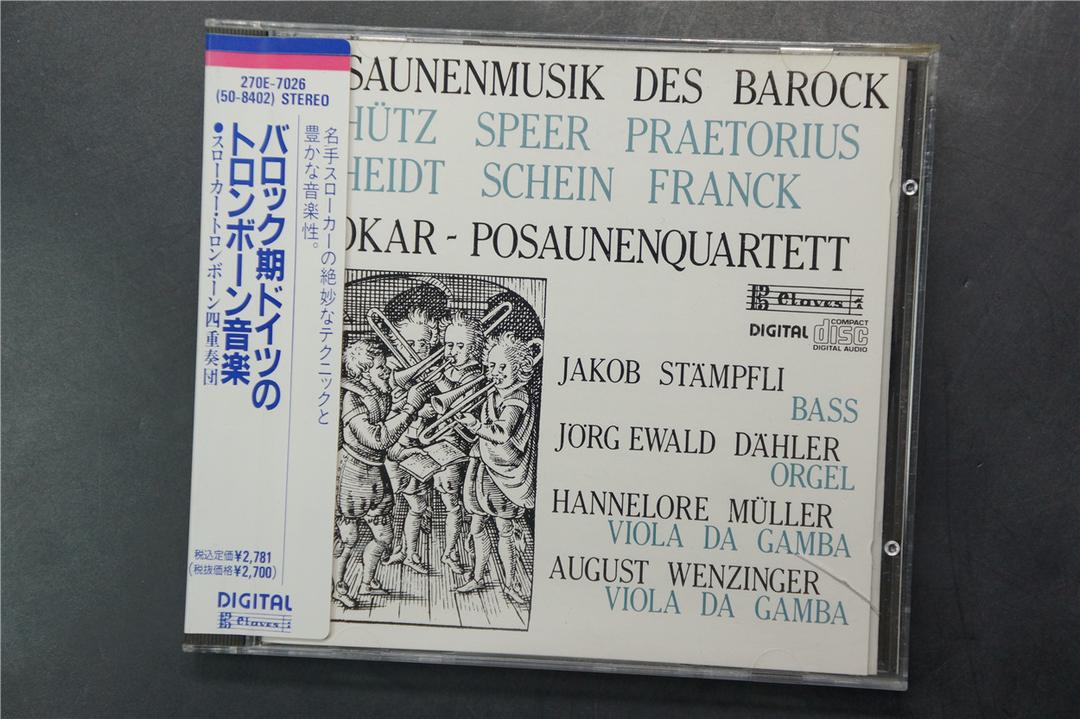 270E-7026
(50-8402) STEREO
名手スローカーの絶妙なテクニックと
豊かな音楽性。
バロック期ドイツの
トロンボーン音楽
●スローカー・トロンボーン四重奏団
税込定価¥2,781
(税抜価格¥2,700)
DIGITAL
Claves
SAUNENMUSIK DES BAROCK
HÜTZ SPEER PRAETORIUS
HEIDT SCHEIN FRANCK
OKAR - POSAUNENQUARTETT
Claves
DIGITAL
COMPACT
disc
DIGITAL AUDIO
JAKOB STÄMPFLI
BASS
JÖRG EWALD DÄHLER
ORGEL
HANNELORE MÜLLER
VIOLA DA GAMBA
AUGUST WENZINGER
VIOLA DA GAMBA